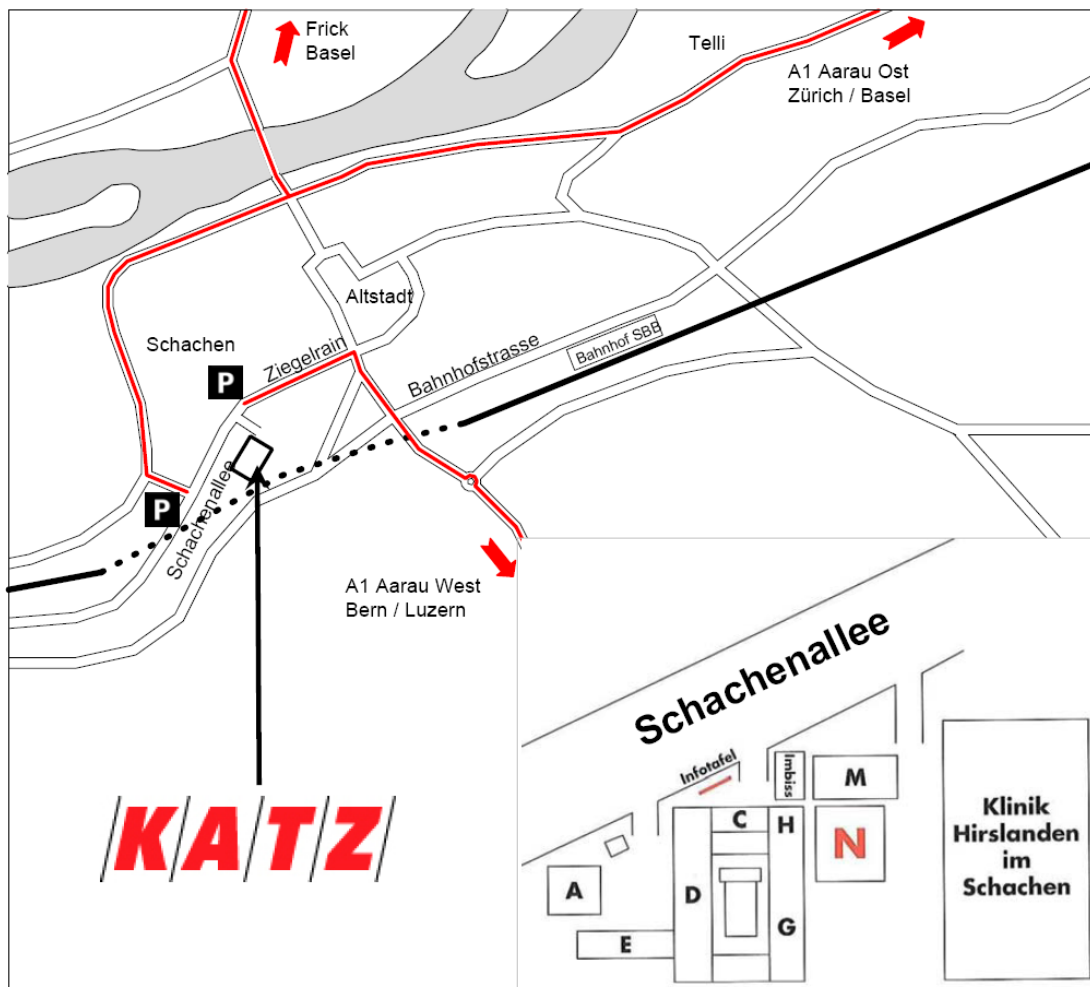 Frick
Basel
Telli
A1 Aarau Ost
Zürich / Basel
Altstadt
Schachen
Ziegelrain
Bahnhofstrasse
Bahnhof SBB
P
P
Schachenallee
A1 Aarau West
Bern / Luzern
KATZ
Schachenallee
Infotafel
Imbiss
M
C
H
N
A
D
E
G
Klinik
Hirslanden
im
Schachen